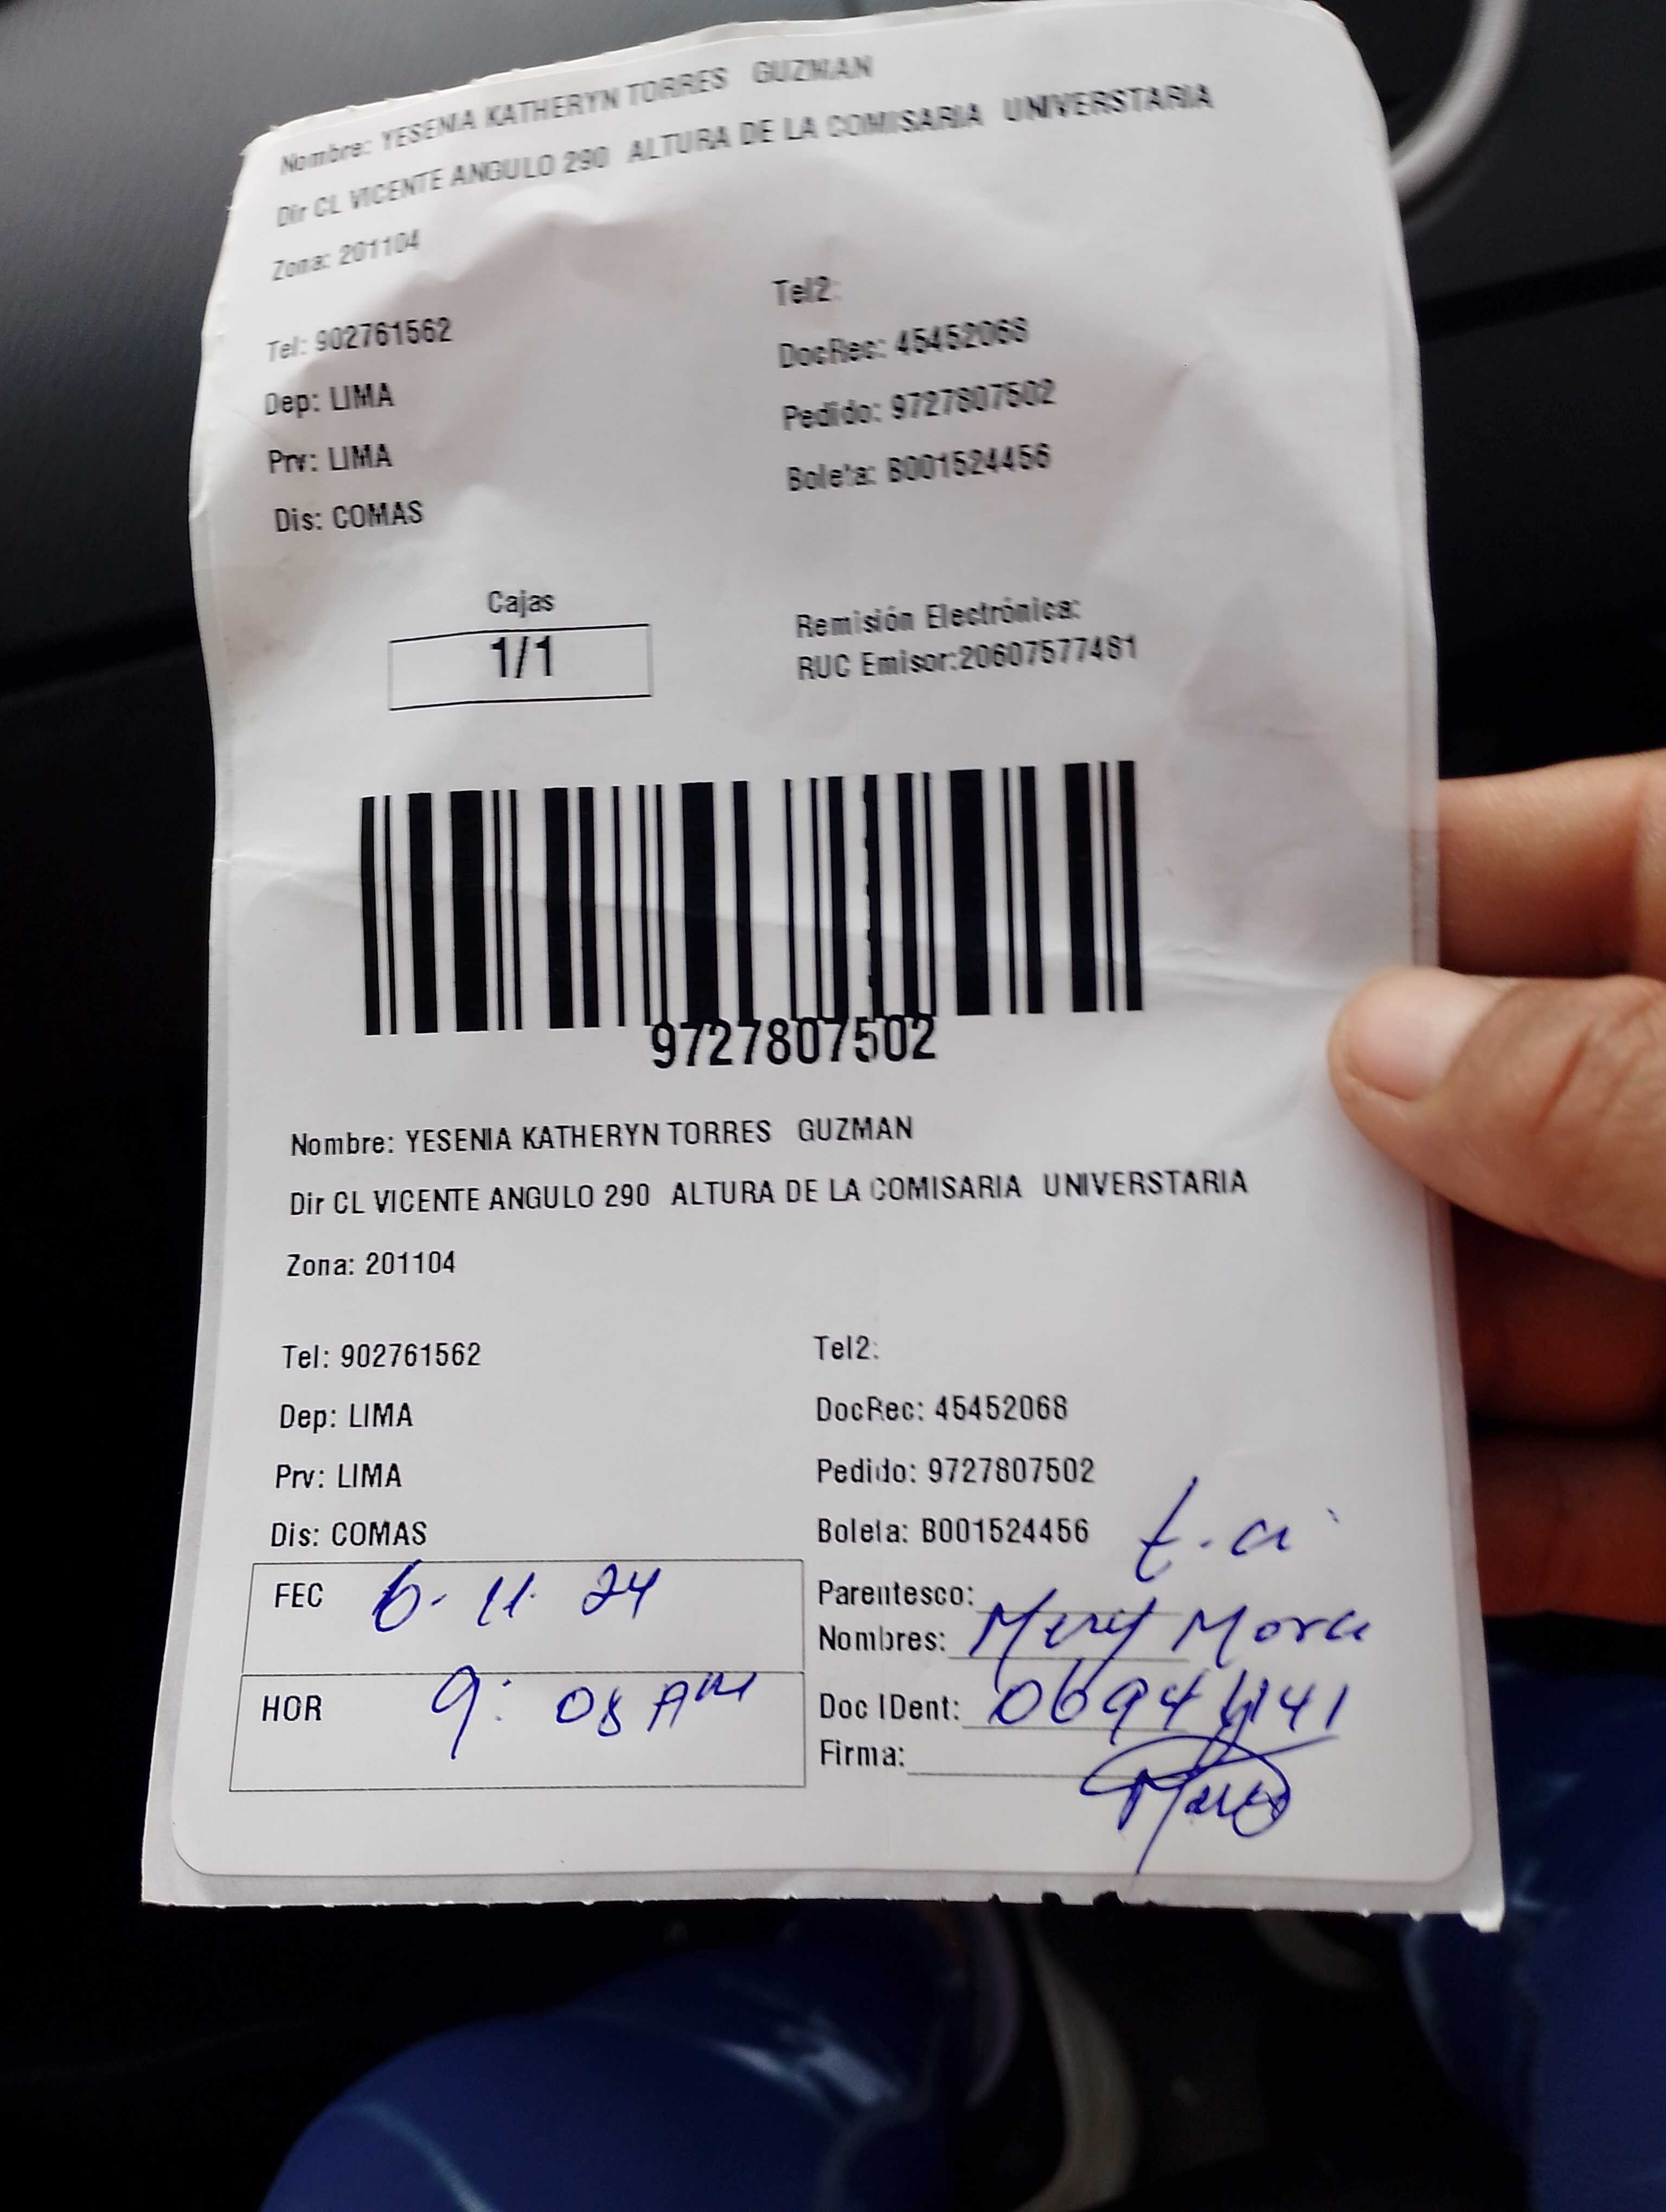 Nombre: YESENIA KATHERYN TORRES GUZMAN
Dir CL VICENTE ANGULO 290 ALTURA DE LA COMISARIA UNIVERSTARIA
Zona: 201104
Tel: 902761562 Tel2:
Dep: LIMA DocRec: 45452068
Prv: LIMA Pedido: 9727807502
Dis: COMAS Boleta: B001524456
Cajas
1/1
Remisión Electrónica:
RUC Emisor:20607577481
9727807502
Nombre: YESENIA KATHERYN TORRES GUZMAN
Dir CL VICENTE ANGULO 290 ALTURA DE LA COMISARIA UNIVERSTARIA
Zona: 201104
Tel: 902761562 Tel2:
Dep: LIMA DocRec: 45452068
Prv: LIMA Pedido: 9727807502
Dis: COMAS Boleta: B001524456
FEC 6-11-24
HOR 9:08 AM
Parentesco:
Nombres: Mery Mora
Doc IDent:
Firma: